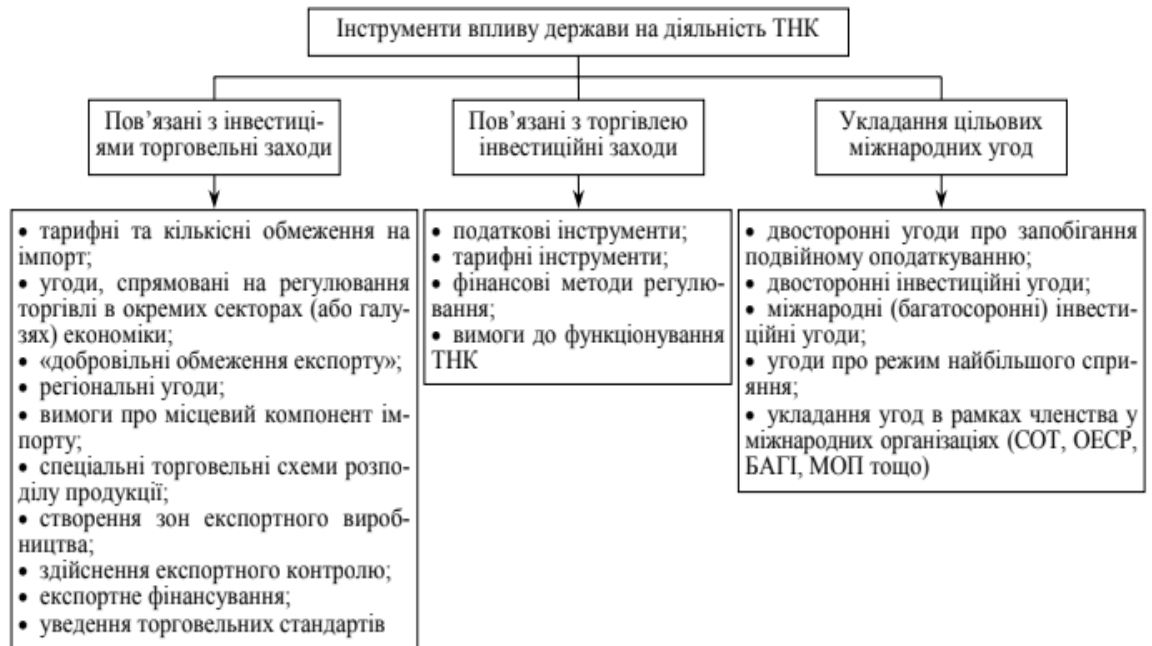 Інструменти впливу держави на діяльність ТНК
Пов’язані з інвестиці-
ями торговельні заходи
Пов’язані з торгівлею
інвестиційні заходи
Укладання цільових
міжнародних угод
• тарифні та кількісні обмеження на
імпорт;
• угоди, спрямовані на регулювання
торгівлі в окремих секторах (або галу-
зях) економіки;
• «добровільні обмеження експорту»;
• регіональні угоди;
• вимоги про місцевий компонент ім-
порту;
• спеціальні торговельні схеми розпо-
ділу продукції;
• створення зон експортного вироб-
ництва;
• здійснення експортного контролю;
• експортне фінансування;
• уведення торговельних стандартів
• податкові інструменти;
• тарифні інструменти;
• фінансові методи регулю-
вання;
• вимоги до функціонування
ТНК
• двосторонні угоди про запобігання
подвійному оподаткуванню;
• двосторонні інвестиційні угоди;
• міжнародні (багатосоронні) інвести-
ційні угоди;
• угоди про режим найбільшого спри-
яння;
• укладання угод в рамках членства у
міжнародних організаціях (СОТ, ОЕСР,
БАГІ, МОП тощо)